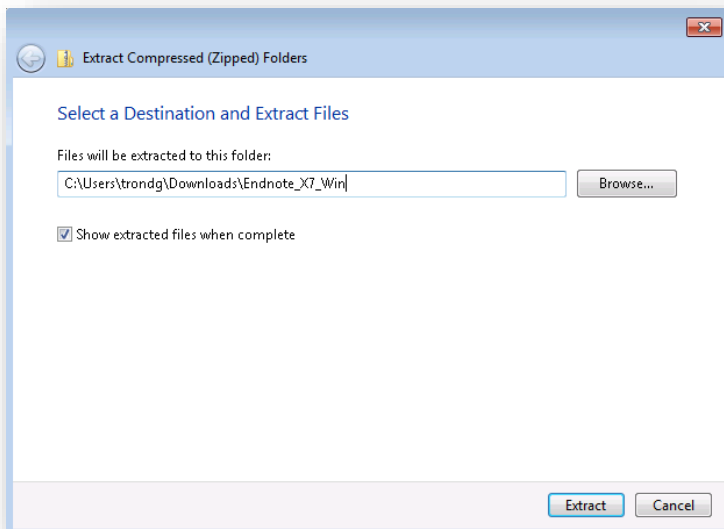 Extract Compressed (Zipped) Folders
Select a Destination and Extract Files
Files will be extracted to this folder:
C:\Users\trondg\Downloads\Endnote_X7_Win
Browse...
Show extracted files when complete
Extract
Cancel